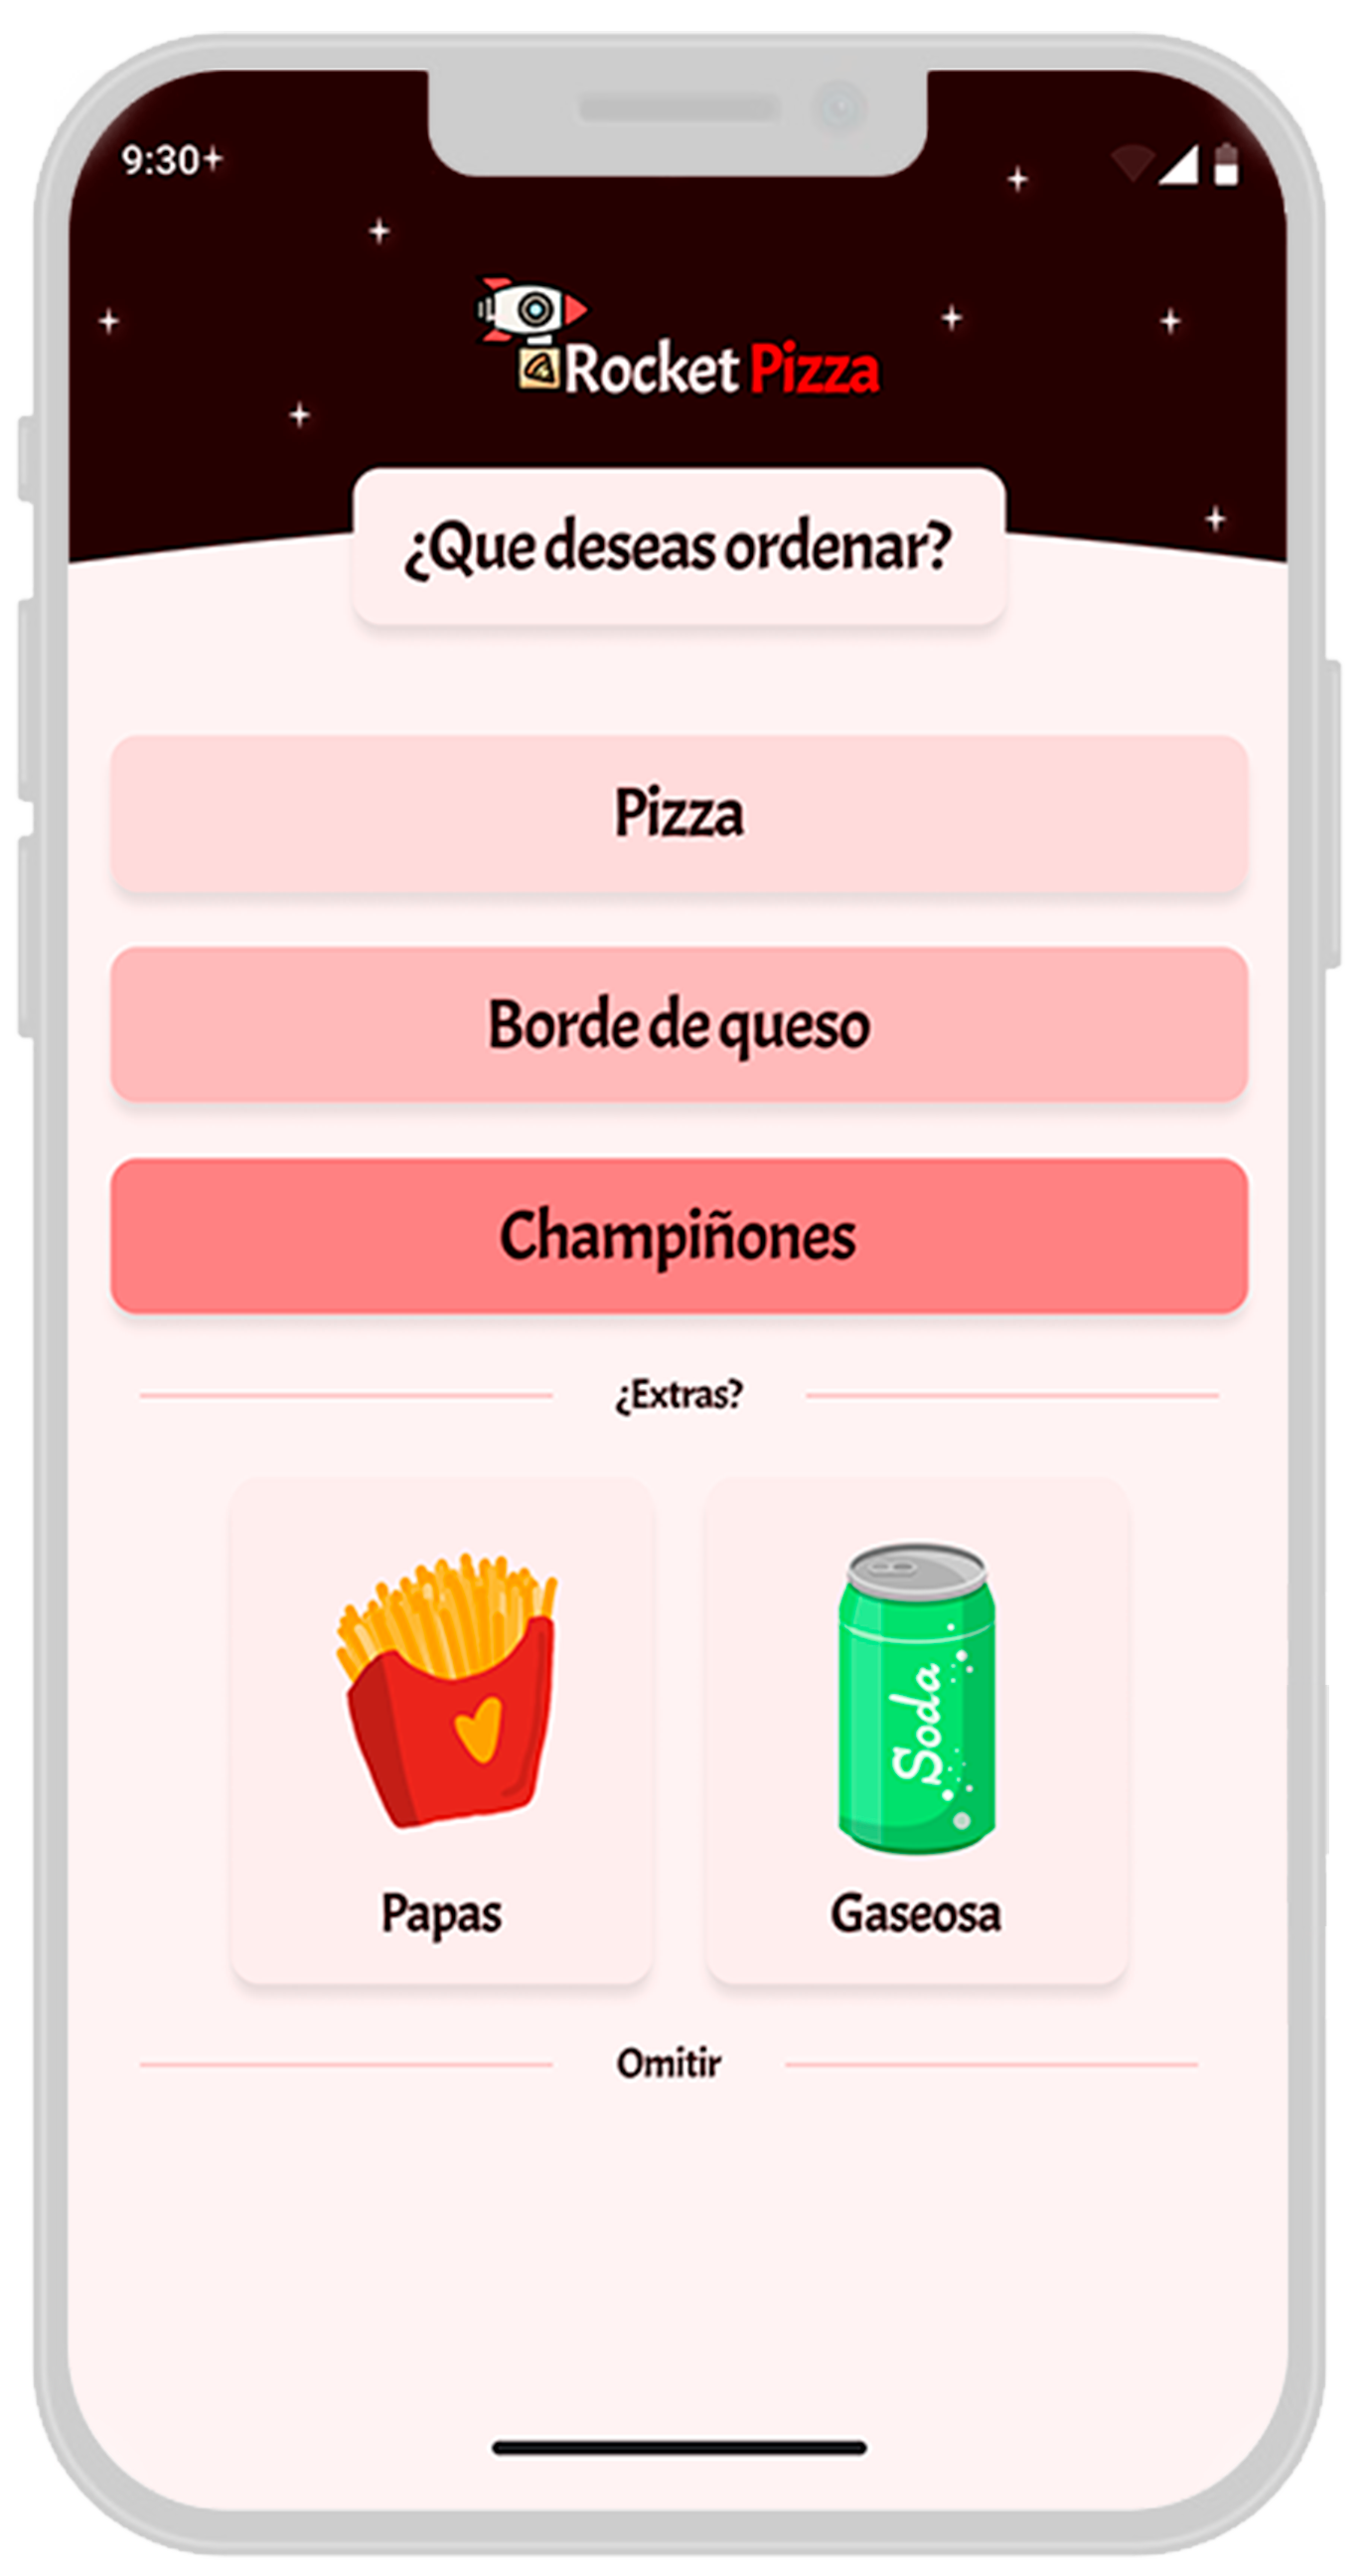 9:30
Rocket Pizza
¿Que deseas ordenar?
Pizza
Borde de queso
Champiñones
¿Extras?
Soda
Papas
Gaseosa
Omitir